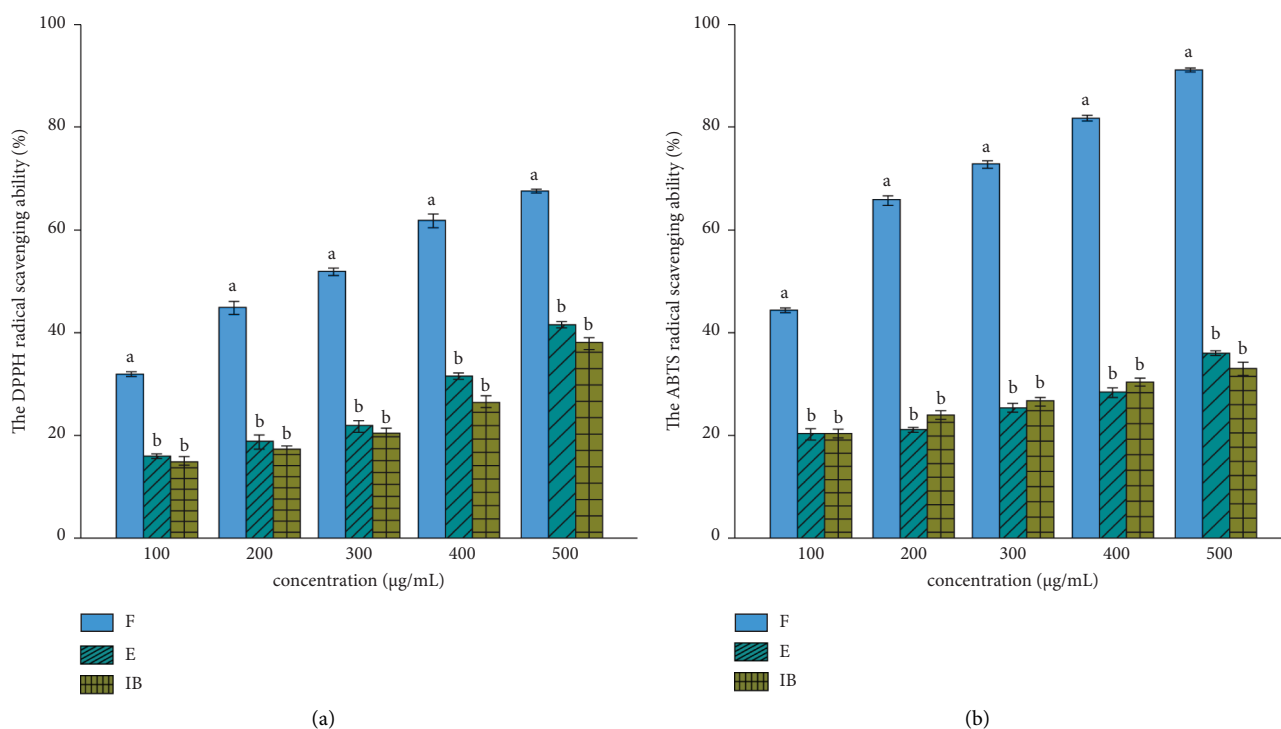 100
80
60
40
20
0
The DPPH radical scavenging ability (%)
a
b
b
a
b
b
a
b
b
a
b
b
a
b
b
100
200
300
400
500
concentration (μg/mL)
F
E
IB
(a)
100
80
60
40
20
0
The ABTS radical scavenging ability (%)
a
b
b
a
b
b
a
b
b
a
b
b
a
b
b
100
200
300
400
500
concentration (μg/mL)
F
E
IB
(b)